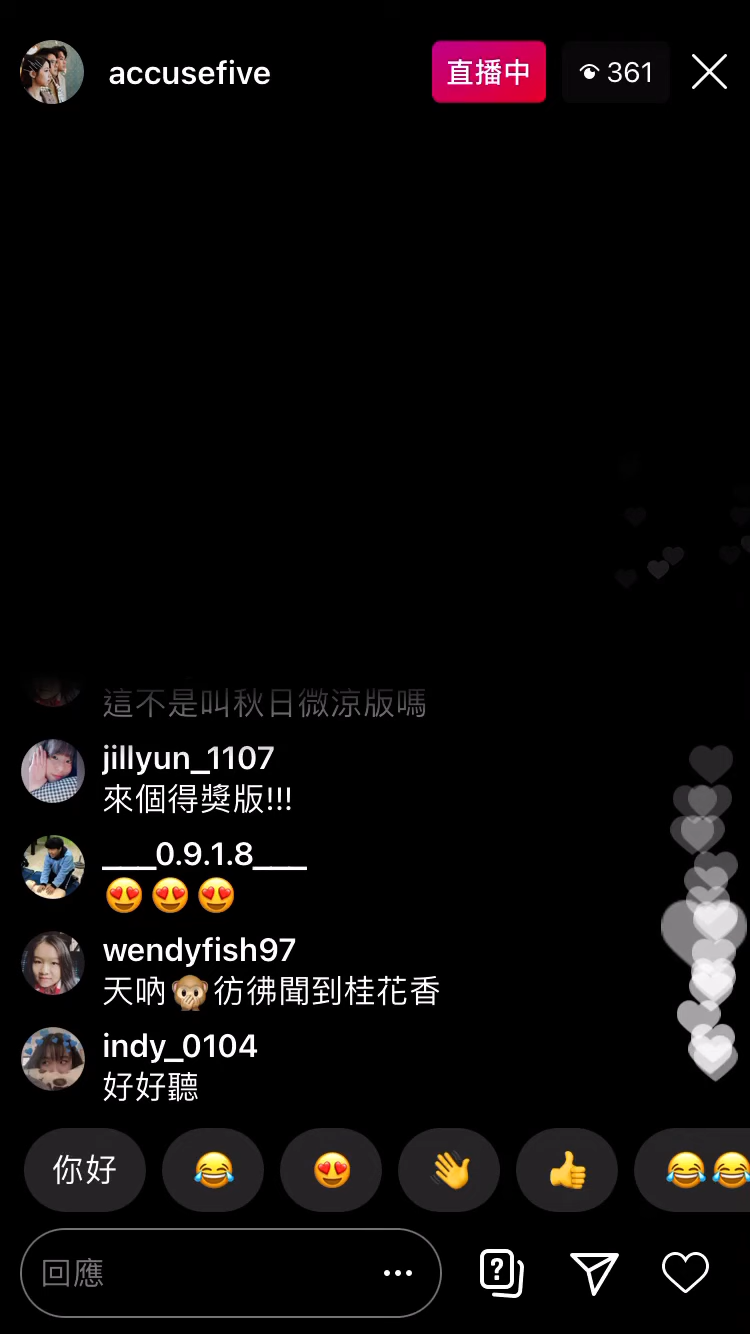 accusefive
直播中
361
這不是叫秋日微涼版嗎
jillyun_1107
來個得獎版!!!
___0.9.1.8___
😍😍😍
wendyfish97
天吶🙊彷彿聞到桂花香
indy_0104
好好聽
你好 😂 😍 👋 👍 😂😂
回應